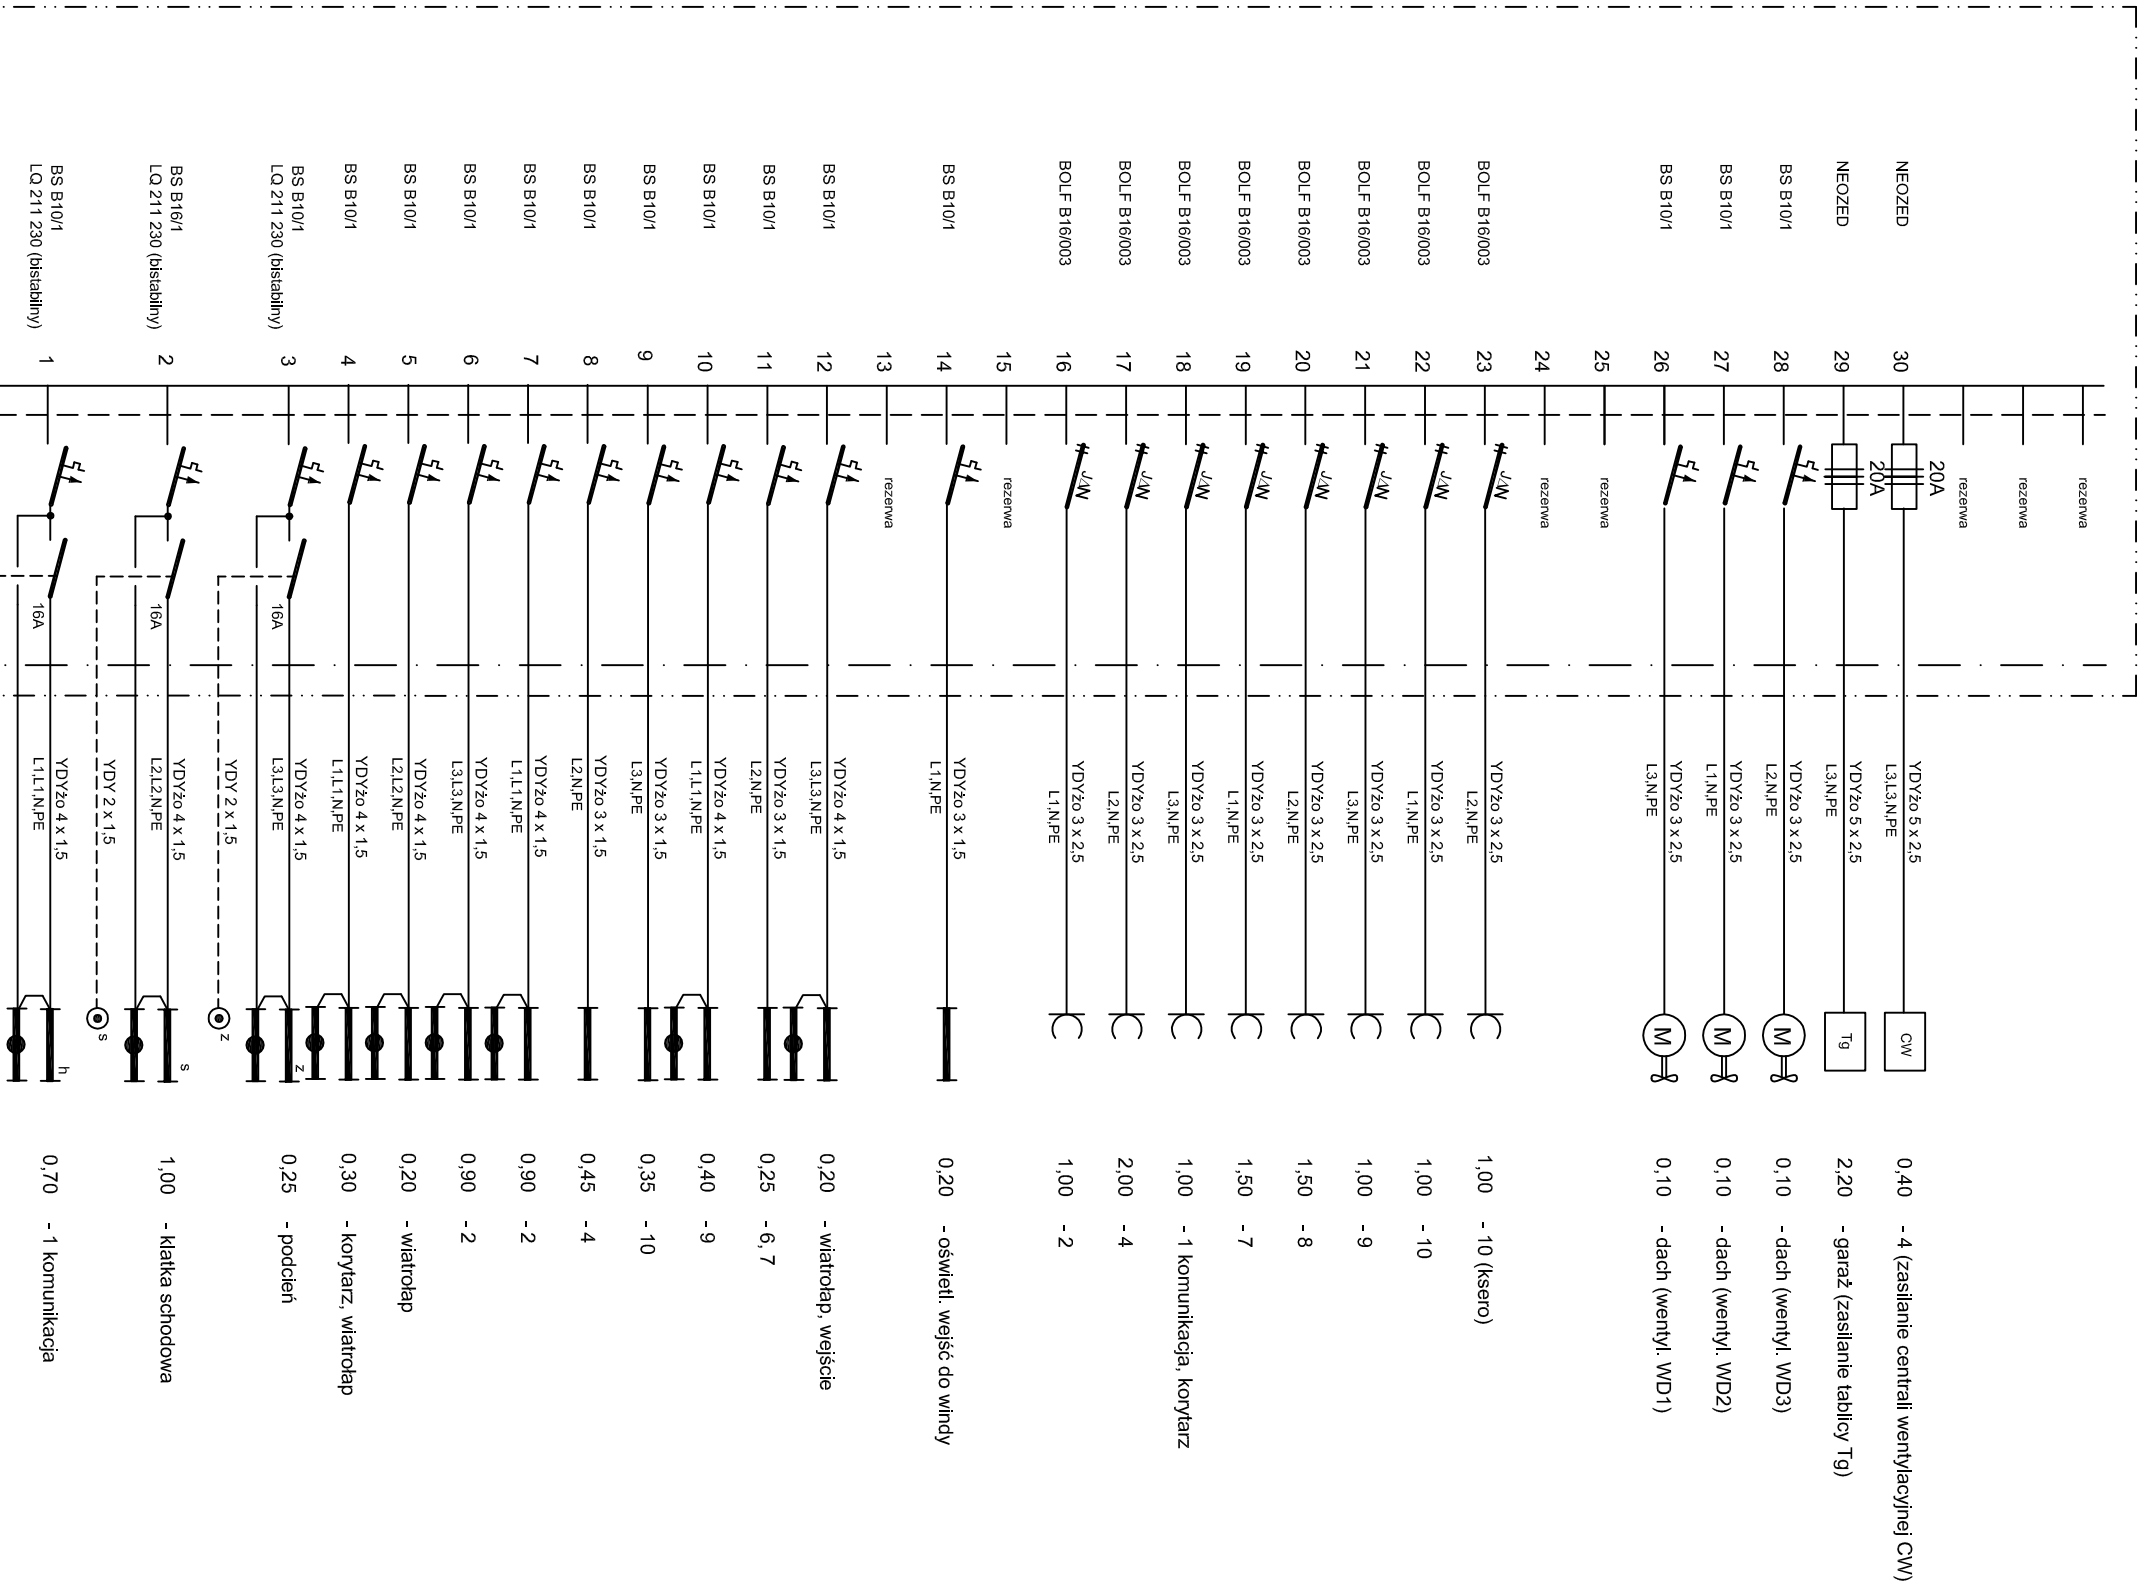 rezerwa
rezerwa
rezerwa
NEOZED 30 20A YDYżo 5 x 2,5 L3,L3,N,PE CW 0,40 - 4 (zasilanie centrali wentylacyjnej CW)
NEOZED 29 20A YDYżo 5 x 2,5 L3,N,PE Tg 2,20 - garaż (zasilanie tablicy Tg)
BS B10/1 28 YDYżo 3 x 2,5 L2,N,PE M 0,10 - dach (wentyl. WD3)
BS B10/1 27 YDYżo 3 x 2,5 L1,N,PE M 0,10 - dach (wentyl. WD2)
BS B10/1 26 YDYżo 3 x 2,5 L3,N,PE M 0,10 - dach (wentyl. WD1)
25 rezerwa
24 rezerwa
BOLF B16/003 23 YDYżo 3 x 2,5 L2,N,PE 1,00 - 10 (ksero)
BOLF B16/003 22 YDYżo 3 x 2,5 L1,N,PE 1,00 - 10
BOLF B16/003 21 YDYżo 3 x 2,5 L3,N,PE 1,00 - 9
BOLF B16/003 20 YDYżo 3 x 2,5 L2,N,PE 1,50 - 8
BOLF B16/003 19 YDYżo 3 x 2,5 L1,N,PE 1,50 - 7
BOLF B16/003 18 YDYżo 3 x 2,5 L3,N,PE 1,00 - 1 komunikacja, korytarz
BOLF B16/003 17 YDYżo 3 x 2,5 L2,N,PE 2,00 - 4
BOLF B16/003 16 YDYżo 3 x 2,5 L1,N,PE 1,00 - 2
15 rezerwa
BS B10/1 14 YDYżo 3 x 1,5 L1,N,PE 0,20 - oświetl. wejść do windy
13 rezerwa
BS B10/1 12 YDYżo 4 x 1,5 L3,L3,N,PE 0,20 - wiatrołap, wejście
BS B10/1 11 YDYżo 3 x 1,5 L2,N,PE 0,25 - 6, 7
BS B10/1 10 YDYżo 4 x 1,5 L1,L1,N,PE 0,40 - 9
BS B10/1 9 YDYżo 3 x 1,5 L3,N,PE 0,35 - 10
BS B10/1 8 YDYżo 3 x 1,5 L2,N,PE 0,45 - 4
BS B10/1 7 YDYżo 4 x 1,5 L1,L1,N,PE 0,90 - 2
BS B10/1 6 YDYżo 4 x 1,5 L3,L3,N,PE 0,90 - 2
BS B10/1 5 YDYżo 4 x 1,5 L2,L2,N,PE 0,20 - wiatrołap
BS B10/1 4 YDYżo 4 x 1,5 L1,L1,N,PE 0,30 - korytarz, wiatrołap
BS B10/1 3 YDYżo 4 x 1,5 z 0,25 - podcień
LQ 211 230 (bistabilny) 16A L3,L3,N,PE
YDY 2 x 1,5 z
BS B16/1 2 YDYżo 4 x 1,5 s 1,00 - klatka schodowa
LQ 211 230 (bistabilny) 16A L2,L2,N,PE
YDY 2 x 1,5 s
BS B10/1 1 YDYżo 4 x 1,5 h 0,70 - 1 komunikacja
LQ 211 230 (bistabilny) 16A L1,L1,N,PE